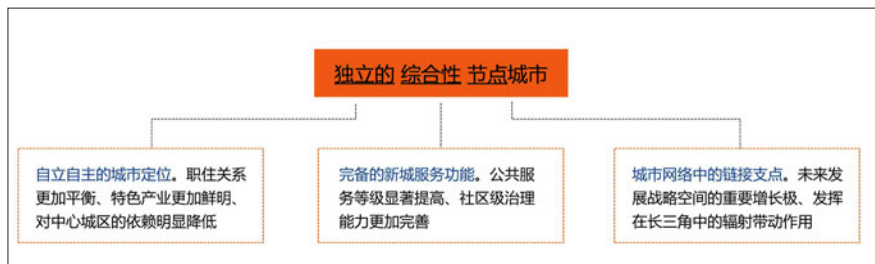 独立的 综合性 节点城市
自立自主的城市定位。职住关系
更加平衡、特色产业更加鲜明、
对中心城区的依赖明显降低
完备的新城服务功能。公共服
务等级显著提高、社区级治理
能力更加完善
城市网络中的链接支点。未来发
展战略空间的重要增长极、发挥
在长三角中的辐射带动作用